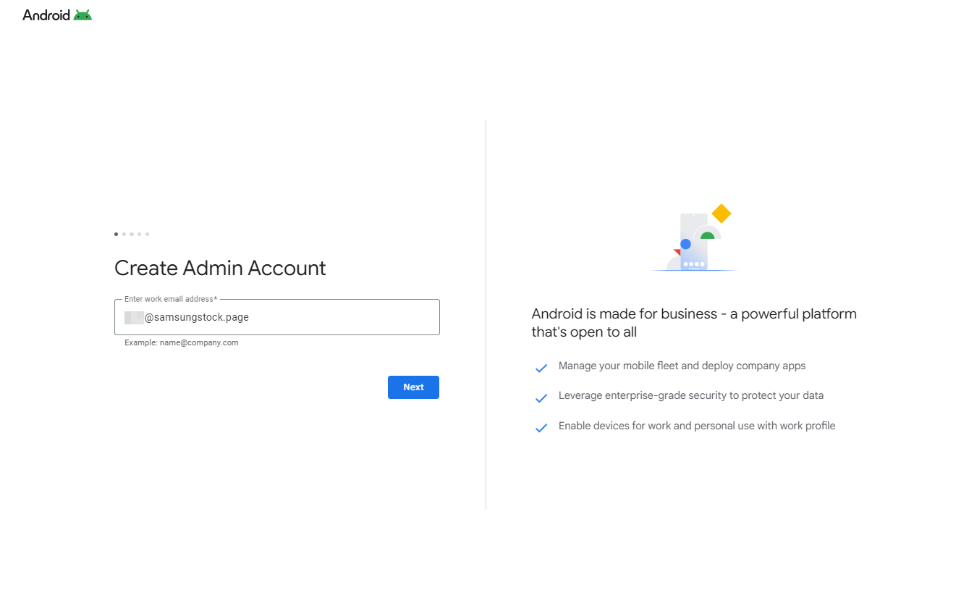 Android
Create Admin Account
Enter work email address*
@samsungstock.page
Example: name@company.com
Next
Android is made for business - a powerful platform
that's open to all
Manage your mobile fleet and deploy company apps
Leverage enterprise-grade security to protect your data
Enable devices for work and personal use with work profile